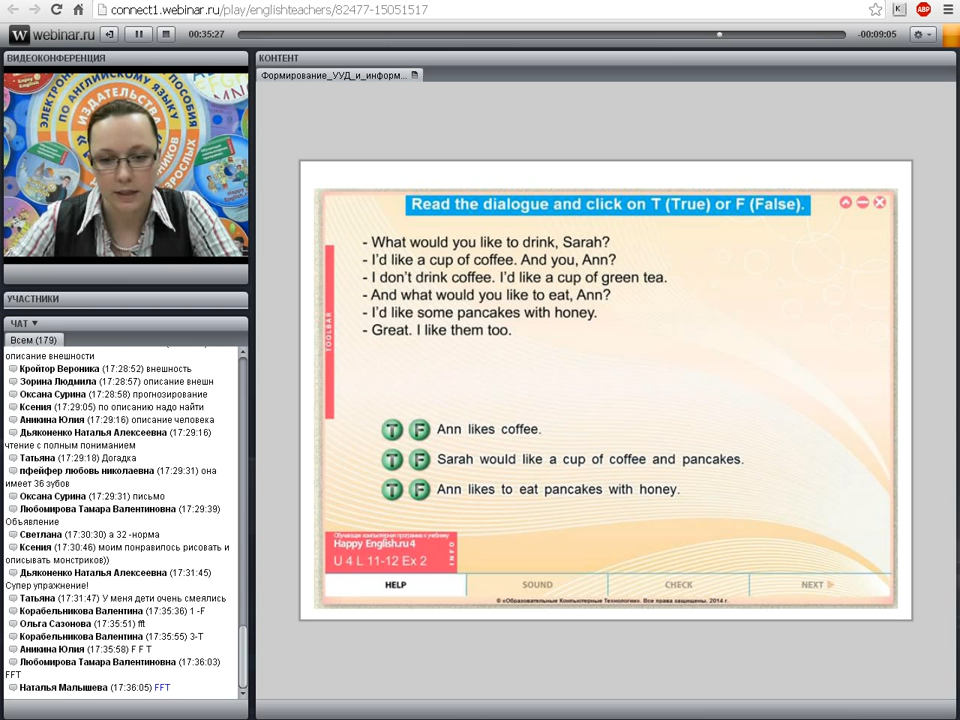 connect1.webinar.ru/play/englishteachers/82477-15051517
W webinar.ru
00:35:27
-00:09:05
ВИДЕОКОНФЕРЕНЦИЯ
ЭЛЕКТРОН
ПОСОБИЯ
ПО АНГЛИЙСКОМУ ЯЗЫКУ
ИЗДАТЕЛЬСТВА
УЧАСТНИКИ
ЧАТ
Всем (179)
описание внешности
Кройтор Вероника (17:28:52) внешность
Зорина Людмила (17:28:57) описание внешн
Оксана Сурина (17:28:58) прогнозирование
Ксения (17:29:05) по описанию надо найти
Аникина Юлия (17:29:16) описание человека
Дьяконенко Наталья Алексеевна (17:29:16)
чтение с полным пониманием
Татьяна (17:29:18) Догадка
пфейфер любовь николаевна (17:29:31) она
имеет 36 зубов
Оксана Сурина (17:29:31) письмо
Любомирова Тамара Валентиновна (17:29:39)
Объявление
Светлана (17:30:30) а 32 -норма
Ксения (17:30:46) моим понравилось рисовать и
описывать монстриков))
Дьяконенко Наталья Алексеевна (17:31:45)
Супер упражнение!
Татьяна (17:31:47) У меня дети очень смеялись
Корабельникова Валентина (17:35:36) 1 -F
Ольга Сазонова (17:35:51) fft
Корабельникова Валентина (17:35:55) 3-T
Аникина Юлия (17:35:58) F F T
Любомирова Тамара Валентиновна (17:36:03)
FFT
Наталья Малышева (17:36:05) FFT
КОНТЕНТ
Формирование_УУД_и_информ...
Read the dialogue and click on T (True) or F (False).
TOOLBAR
- What would you like to drink, Sarah?
- I'd like a cup of coffee. And you, Ann?
- I don't drink coffee. I'd like a cup of green tea.
- And what would you like to eat, Ann?
- I'd like some pancakes with honey.
- Great. I like them too.
T F Ann likes coffee.
T F Sarah would like a cup of coffee and pancakes.
T F Ann likes to eat pancakes with honey.
Обучающая компьютерная программа к учебнику
Happy English.ru 4
U 4 L 11-12 Ex 2
INFO
HELP SOUND CHECK NEXT
© «Образовательные Компьютерные Технологии». Все права защищены, 2014 г.